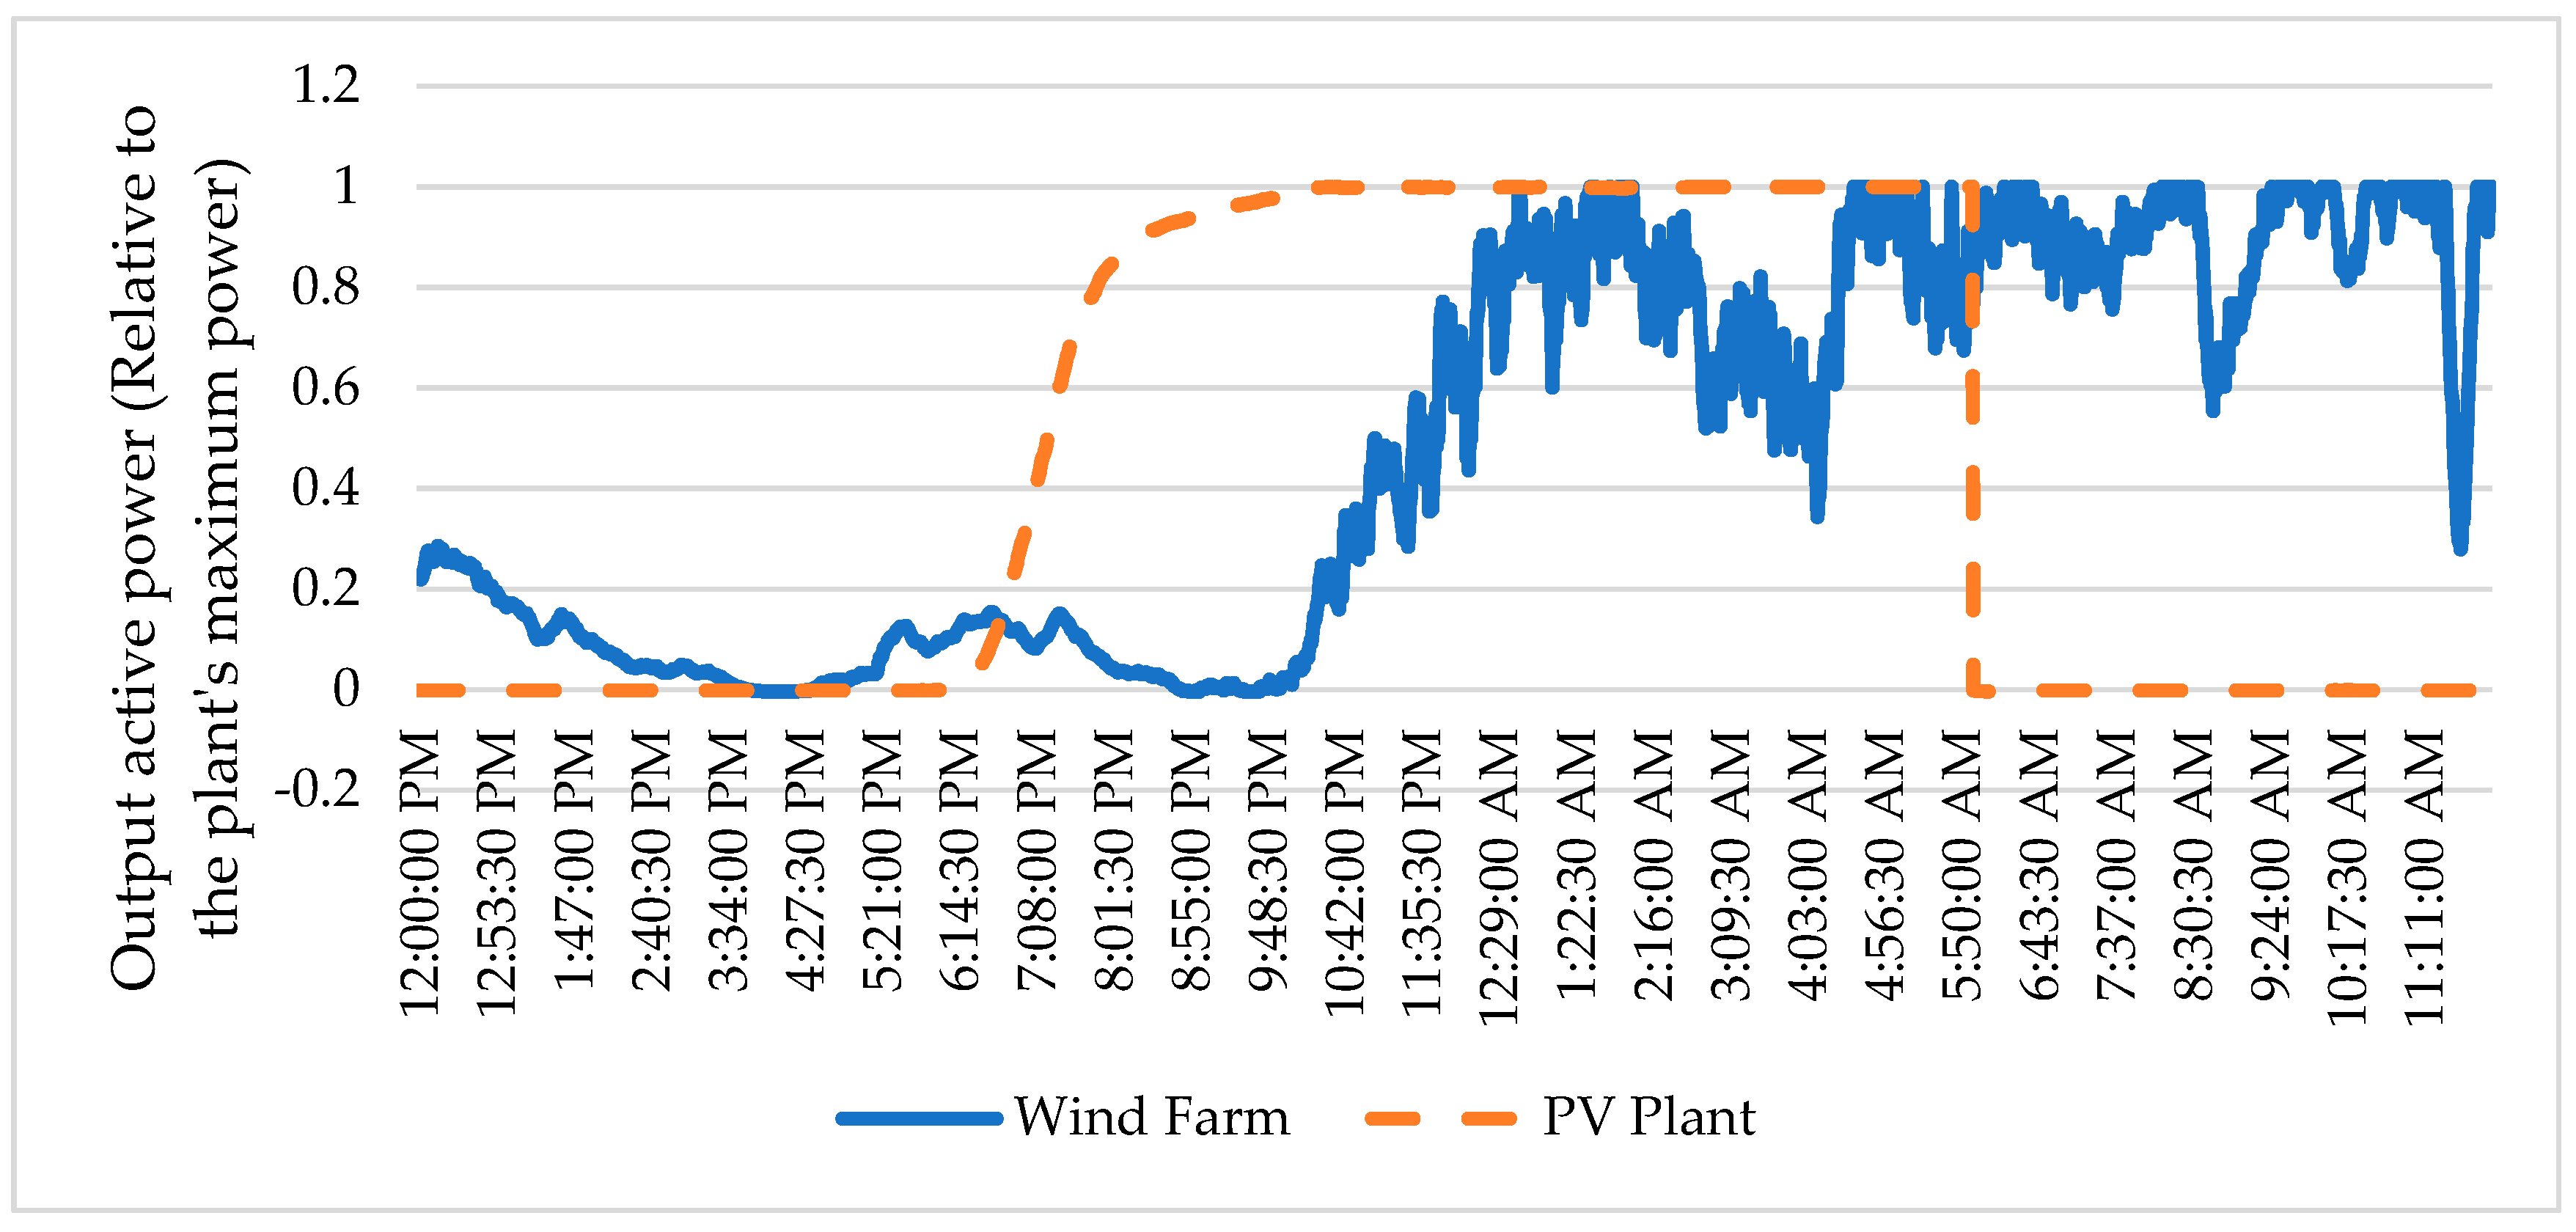 Output active power (Relative to
the plant's maximum power)
1.2
1
0.8
0.6
0.4
0.2
0
-0.2
12:00:00 PM
12:53:30 PM
1:47:00 PM
2:40:30 PM
3:34:00 PM
4:27:30 PM
5:21:00 PM
6:14:30 PM
7:08:00 PM
8:01:30 PM
8:55:00 PM
9:48:30 PM
10:42:00 PM
11:35:30 PM
12:29:00 AM
1:22:30 AM
2:16:00 AM
3:09:30 AM
4:03:00 AM
4:56:30 AM
5:50:00 AM
6:43:30 AM
7:37:00 AM
8:30:30 AM
9:24:00 AM
10:17:30 AM
11:11:00 AM
Wind Farm
PV Plant